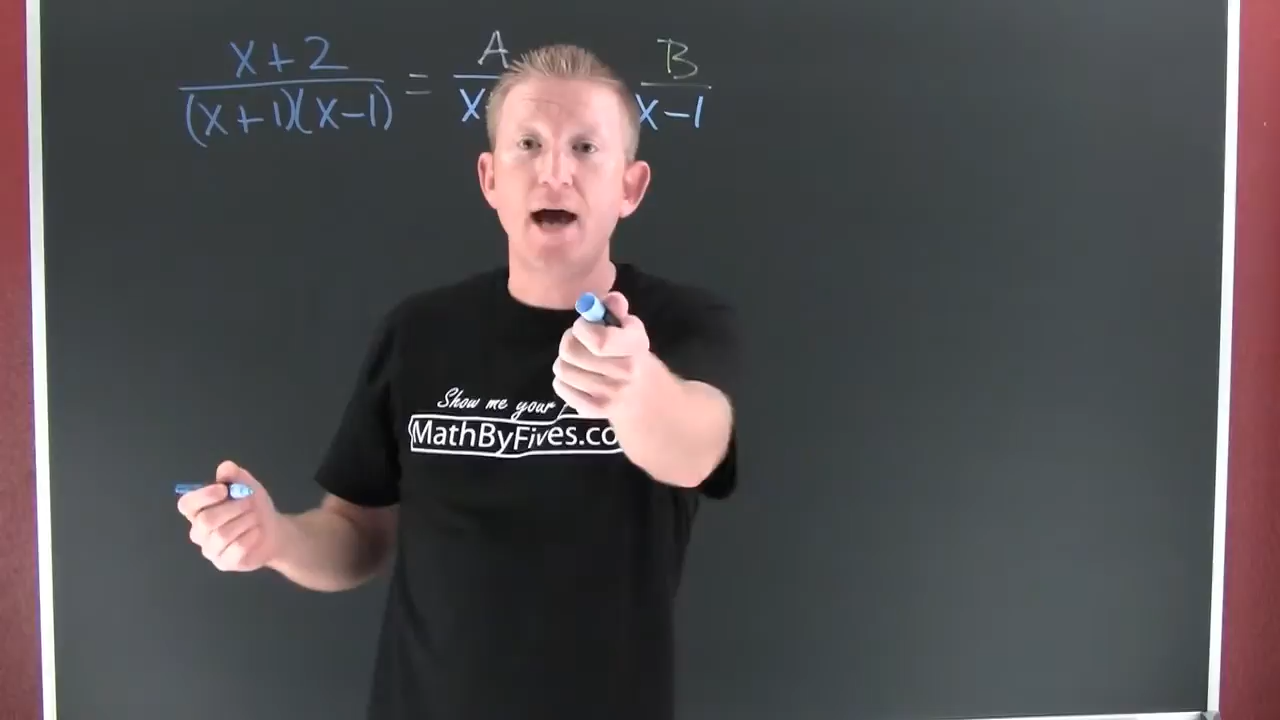 x+2 A B
(x+1)(x-1) = x x-1
Show me your
MathByFives.co